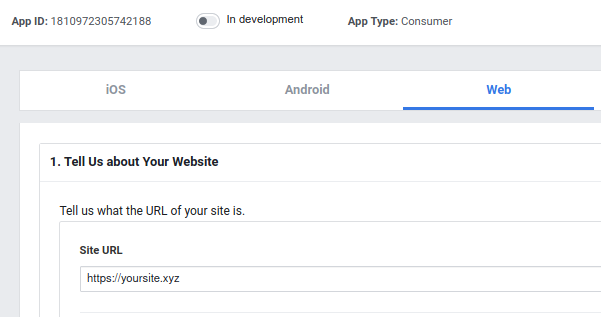 App ID: 1810972305742188 In development App Type: Consumer
iOS Android Web
1. Tell Us about Your Website
Tell us what the URL of your site is.
Site URL
https://yoursite.xyz